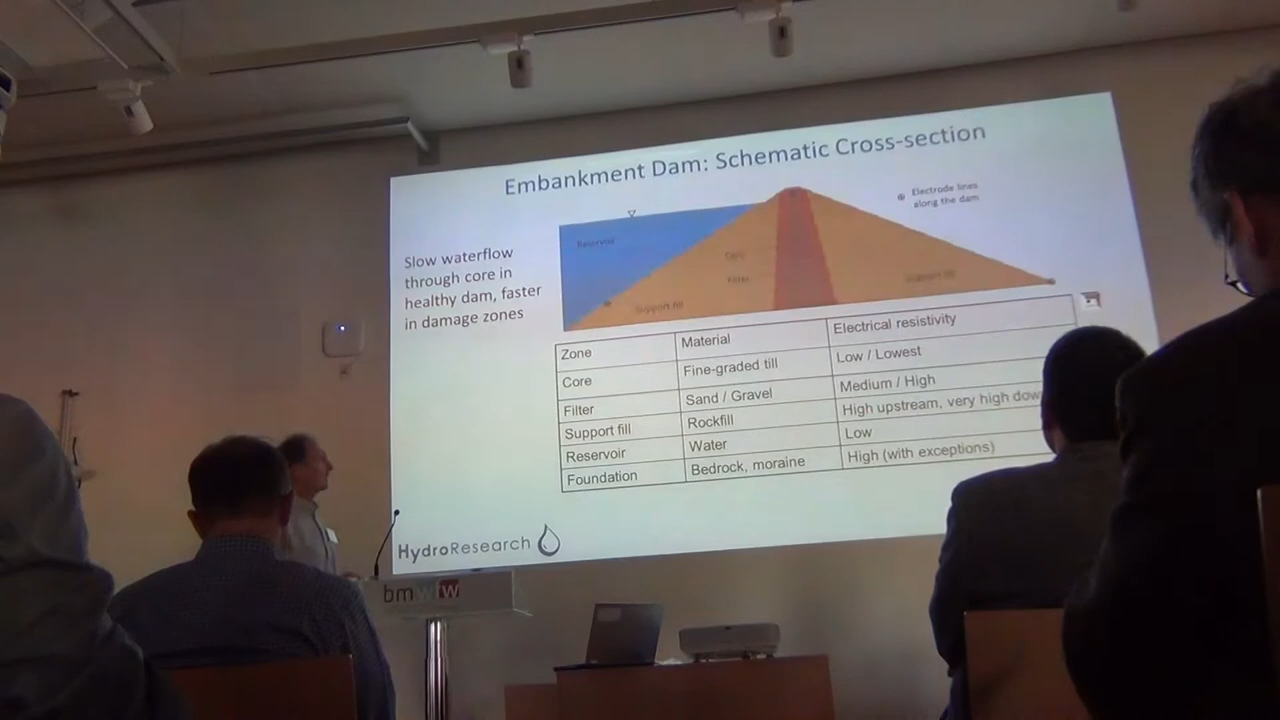 Embankment Dam: Schematic Cross-section
Electrode lines
along the dam
Slow waterflow
through core in
healthy dam, faster
in damage zones
Reservoir
Core
Filter
Support fill
Support fill
Zone Material Electrical resistivity
Core Fine-graded till Low / Lowest
Filter Sand / Gravel Medium / High
Support fill Rockfill High upstream, very high
Reservoir Water Low
Foundation Bedrock, moraine High (with exceptions)
HydroResearch
bmwfw